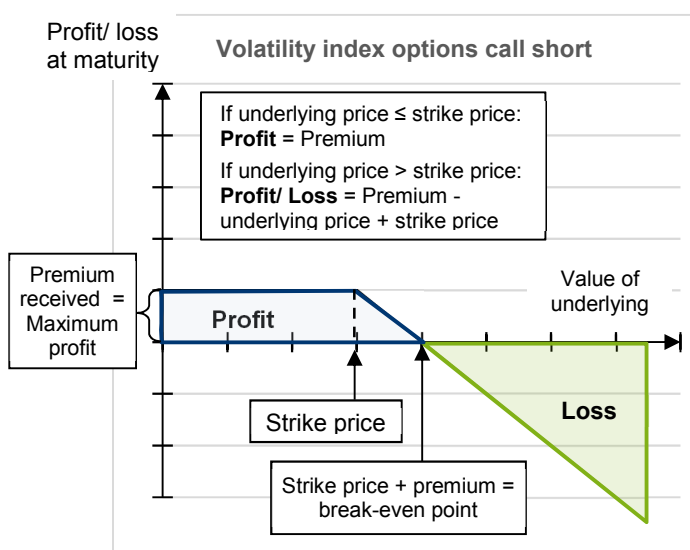 Profit/ loss
at maturity
Volatility index options call short
If underlying price ≤ strike price:
Profit = Premium
If underlying price > strike price:
Profit/ Loss = Premium -
underlying price + strike price
Premium
received =
Maximum
profit
Value of
underlying
Profit
Strike price
Loss
Strike price + premium =
break-even point